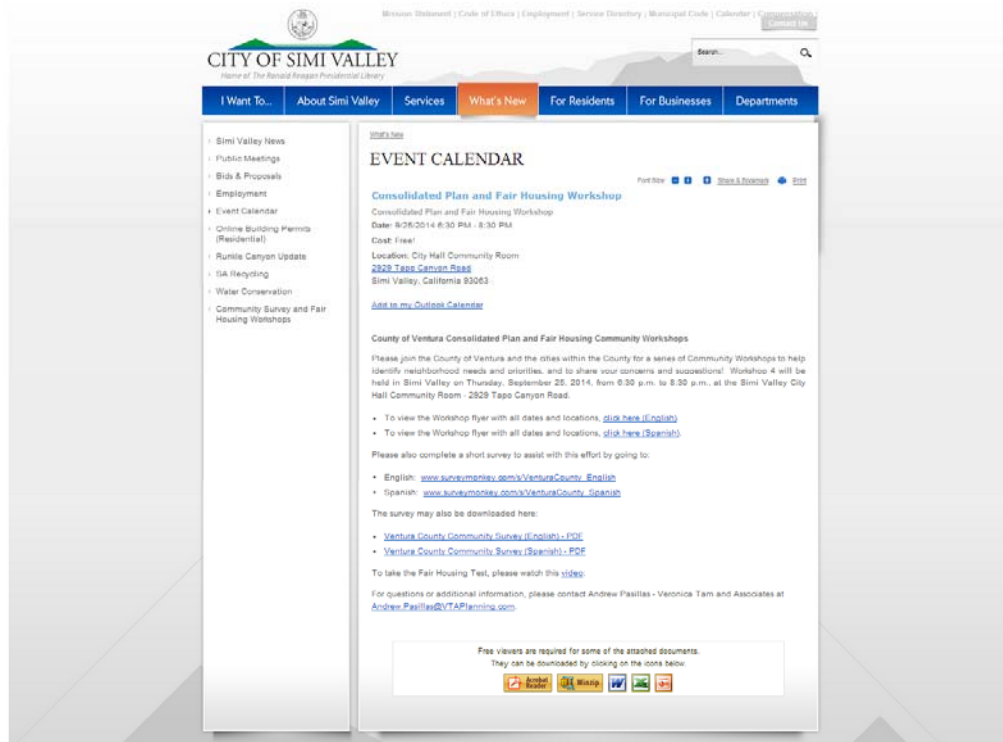 Mission Statement | Code of Ethics | Employment | Service Directory | Municipal Code | Calendar |
Contact Us
CITY OF SIMI VALLEY
Home of The Ronald Reagan Presidential Library
Search...
I Want To...
About Simi Valley
Services
What's New
For Residents
For Businesses
Departments
Simi Valley News
Public Meetings
Bids & Proposals
Employment
Event Calendar
Online Building Permits
(Residential)
Runkle Canyon Update
SA Recycling
Water Conservation
Community Survey and Fair
Housing Workshops
What's New
EVENT CALENDAR
Font Size: Share & Bookmark Print
Consolidated Plan and Fair Housing Workshop
Consolidated Plan and Fair Housing Workshop
Date: 9/25/2014 6:30 PM - 8:30 PM
Cost: Free!
Location: City Hall Community Room
2929 Tapo Canyon Road
Simi Valley, California 93063
Add to my Outlook Calendar
County of Ventura Consolidated Plan and Fair Housing Community Workshops
Please join the County of Ventura and the cities within the County for a series of Community Workshops to help
identify neighborhood needs and priorities, and to share your concerns and suggestions! Workshop 4 will be
held in Simi Valley on Thursday, September 25, 2014, from 6:30 p.m. to 8:30 p.m., at the Simi Valley City
Hall Community Room - 2929 Tapo Canyon Road.
• To view the Workshop flyer with all dates and locations, click here (English).
• To view the Workshop flyer with all dates and locations, click here (Spanish).
Please also complete a short survey to assist with this effort by going to:
• English: www.surveymonkey.com/s/VenturaCounty_English
• Spanish: www.surveymonkey.com/s/VenturaCounty_Spanish
The survey may also be downloaded here:
• Ventura County Community Survey (English) - PDF
• Ventura County Community Survey (Spanish) - PDF
To take the Fair Housing Test, please watch this video.
For questions or additional information, please contact Andrew Pasillas - Veronica Tam and Associates at
Andrew.Pasillas@VTAPlanning.com.
Free viewers are required for some of the attached documents.
They can be downloaded by clicking on the icons below.
Acrobat
Reader
Winzip